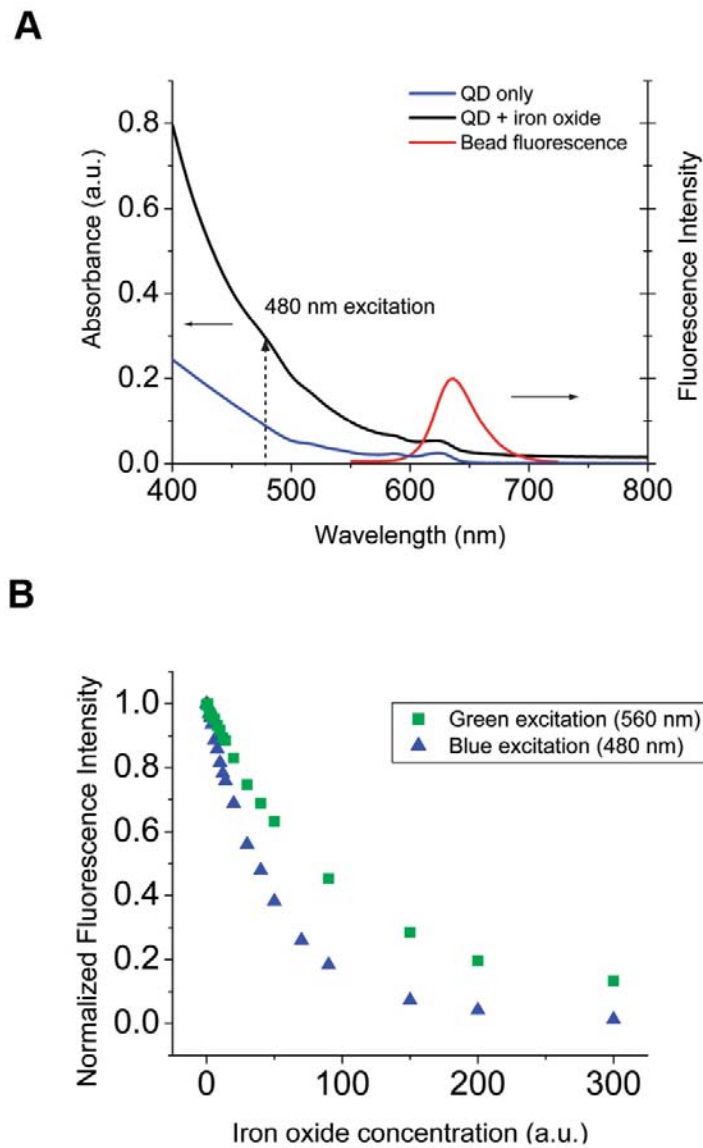 A
QD only
QD + iron oxide
Bead fluorescence
Absorbance (a.u.)
0.8
0.6
0.4
0.2
0.0
480 nm excitation
Fluorescence Intensity
400
500
600
700
800
Wavelength (nm)
B
Normalized Fluorescence Intensity
1.0
0.8
0.6
0.4
0.2
0.0
Green excitation (560 nm)
Blue excitation (480 nm)
0
100
200
300
Iron oxide concentration (a.u.)